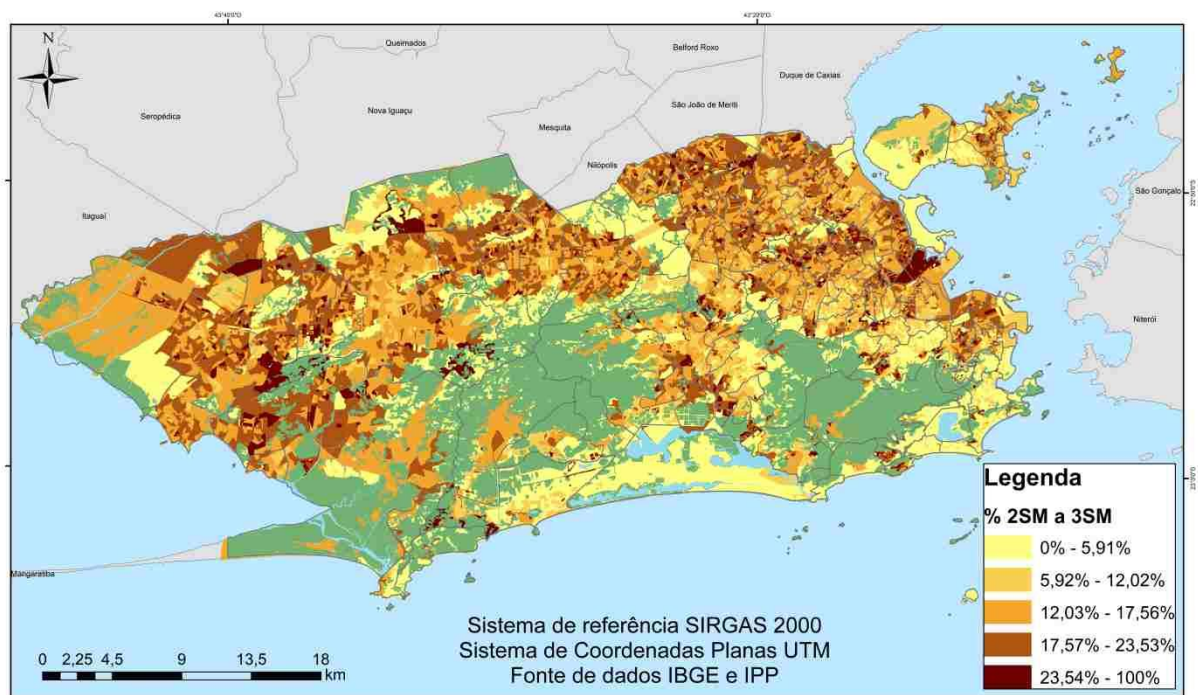 43°40'0"O
43°20'0"O
N
Queimados
Belford Roxo
Duque de Caxias
Seropédica
Nova Iguaçu
São João de Meriti
Mesquita
Nilópolis
São Gonçalo
Itaguaí
Niterói
23°0'0"S
Mangaratiba
Legenda
% 2SM a 3SM
0% - 5,91%
5,92% - 12,02%
12,03% - 17,56%
17,57% - 23,53%
23,54% - 100%
Sistema de referência SIRGAS 2000
Sistema de Coordenadas Planas UTM
Fonte de dados IBGE e IPP
0 2,25 4,5 9 13,5 18
km